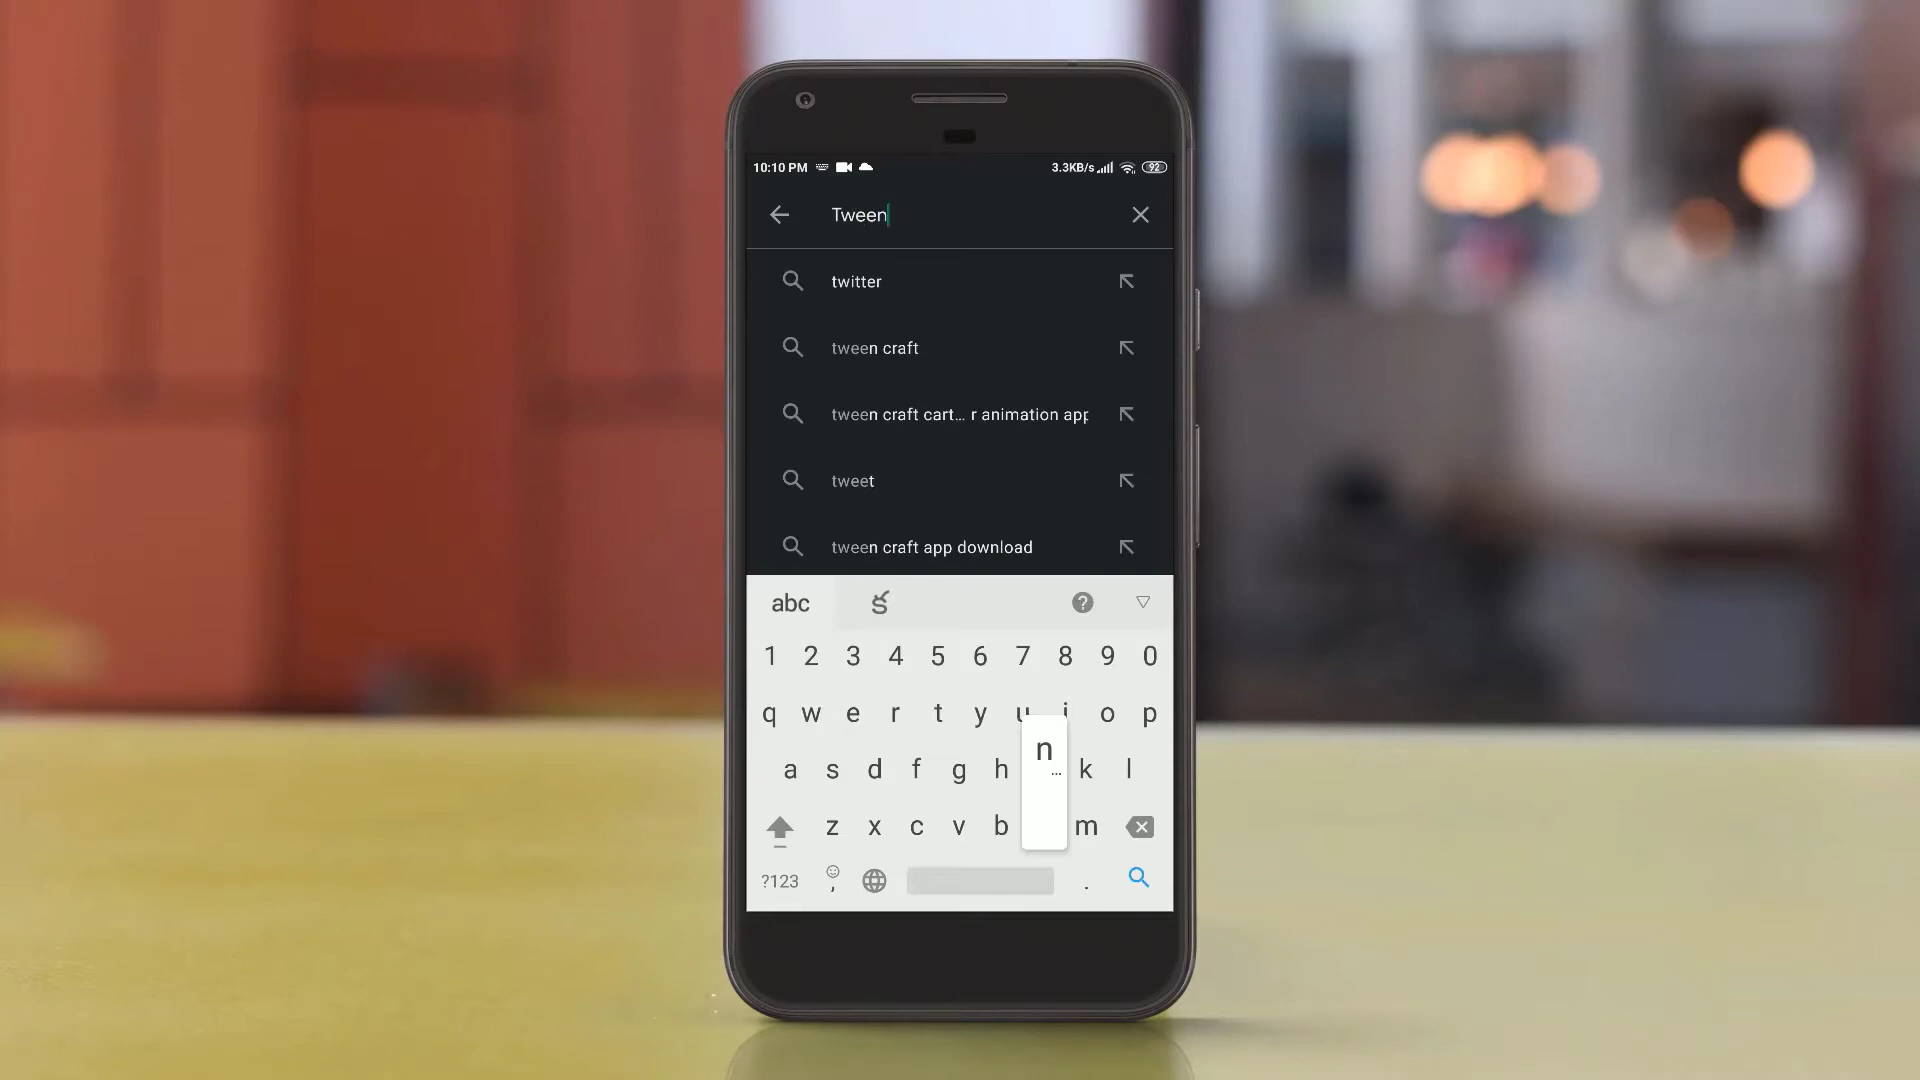 10:10 PM 3.3KB/s 92
Tween
twitter
tween craft
tween craft cart... r animation app
tweet
tween craft app download
abc క
1 2 3 4 5 6 7 8 9 0
q w e r t y u i o p
a s d f g h k l
n
...
z x c v b m
?123 , .